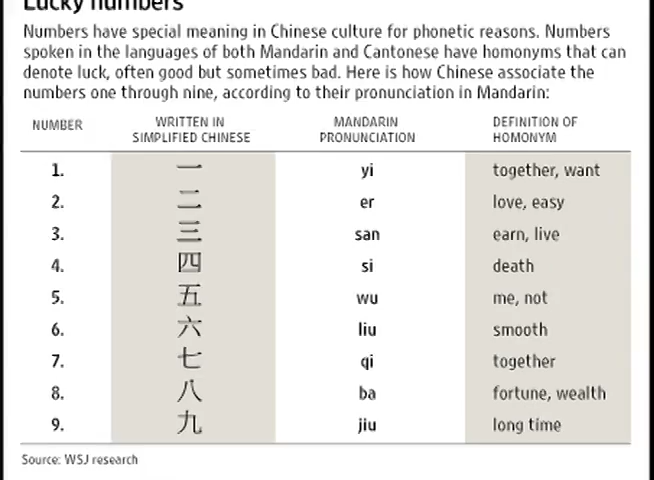 Lucky numbers
Numbers have special meaning in Chinese culture for phonetic reasons. Numbers
spoken in the languages of both Mandarin and Cantonese have homonyms that can
denote luck, often good but sometimes bad. Here is how Chinese associate the
numbers one through nine, according to their pronunciation in Mandarin:
NUMBER WRITTEN IN SIMPLIFIED CHINESE MANDARIN PRONUNCIATION DEFINITION OF HOMONYM
1. 一 yi together, want
2. 二 er love, easy
3. 三 san earn, live
4. 四 si death
5. 五 wu me, not
6. 六 liu smooth
7. 七 qi together
8. 八 ba fortune, wealth
9. 九 jiu long time
Source: WSJ research